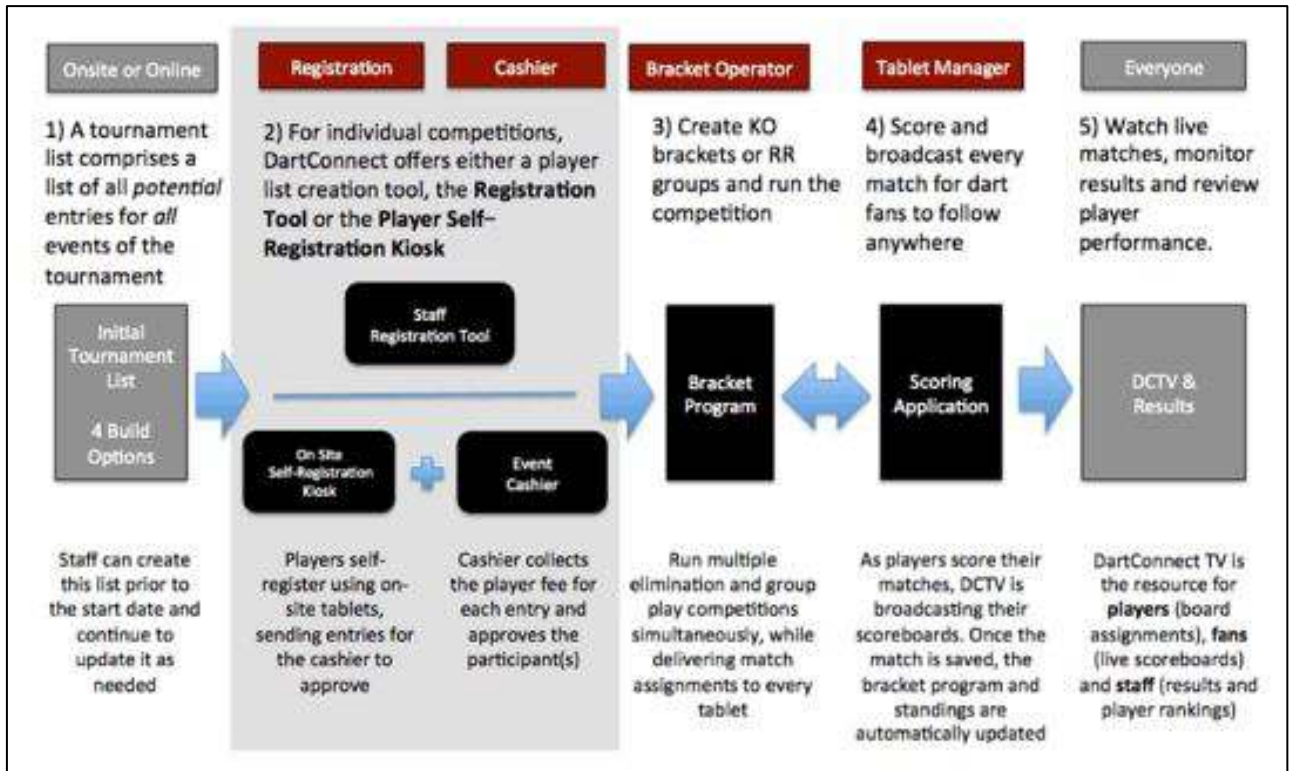 Onsite or Online
Registration
Cashier
Bracket Operator
Tablet Manager
Everyone
1) A tournament
list comprises a
list of all potential
entries for all
events of the
tournament
2) For individual competitions,
DartConnect offers either a player
list creation tool, the Registration
Tool or the Player Self–
Registration Kiosk
3) Create KO
brackets or RR
groups and run the
competition
4) Score and
broadcast every
match for dart
fans to follow
anywhere
5) Watch live
matches, monitor
results and review
player
performance.
Initial
Tournament
List
4 Build
Options
Staff
Registration Tool
On Site
Self-Registration
Kiosk
Event
Cashier
Bracket
Program
Scoring
Application
DCTV &
Results
Staff can create
this list prior to
the start date and
continue to
update it as
needed
Players self-
register using on-
site tablets,
sending entries for
the cashier to
approve
Cashier collects
the player fee for
each entry and
approves the
participant(s)
Run multiple
elimination and group
play competitions
simultaneously, while
delivering match
assignments to every
tablet
As players score their
matches, DCTV is
broadcasting their
scoreboards. Once the
match is saved, the
bracket program and
standings are
automatically updated
DartConnect TV is
the resource for
players (board
assignments), fans
(live scoreboards)
and staff (results and
player rankings)